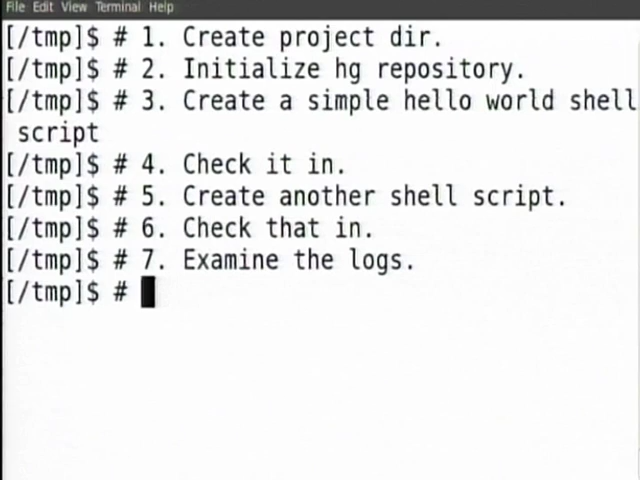 File Edit View Terminal Help
[/tmp]$ # 1. Create project dir.
[/tmp]$ # 2. Initialize hg repository.
[/tmp]$ # 3. Create a simple hello world shell
script
[/tmp]$ # 4. Check it in.
[/tmp]$ # 5. Create another shell script.
[/tmp]$ # 6. Check that in.
[/tmp]$ # 7. Examine the logs.
[/tmp]$ #